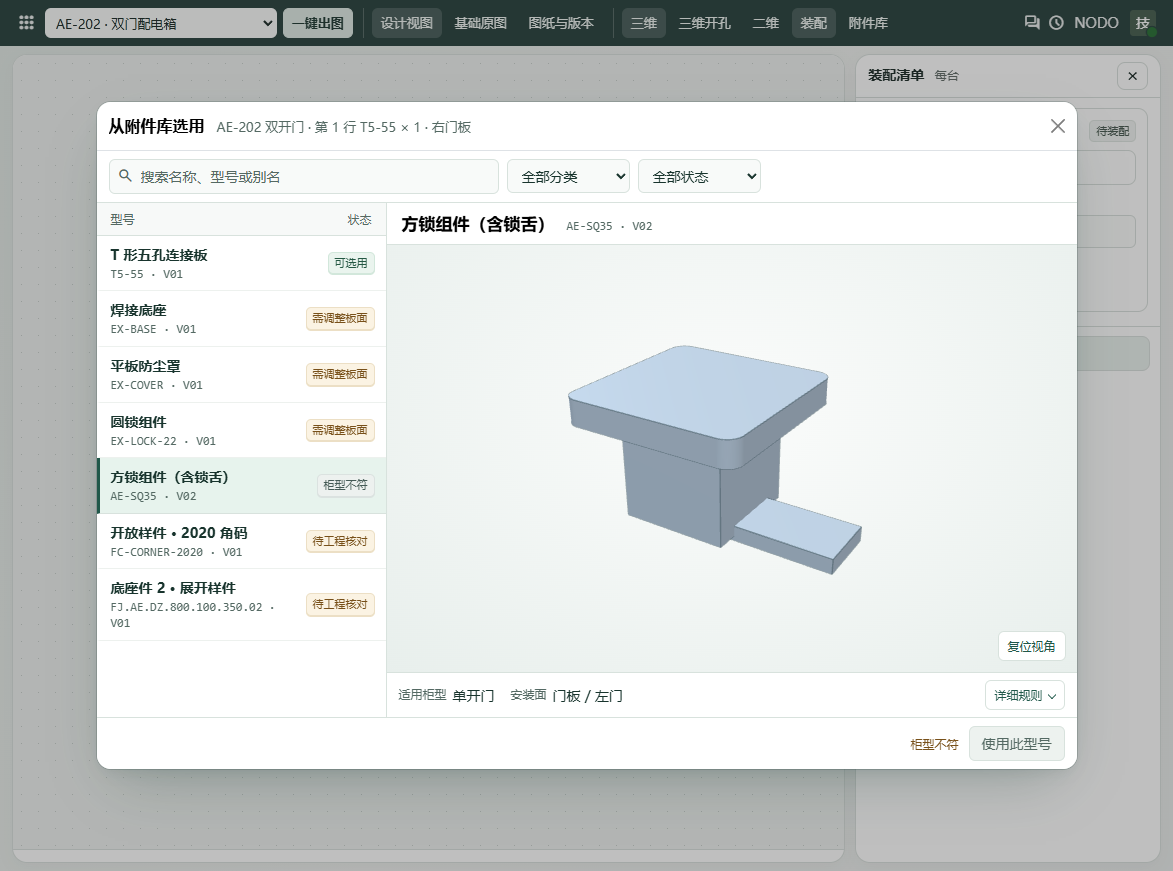 AE-202 · 双门配电箱 一键出图 设计视图 基础原图 图纸与版本 三维 三维开孔 二维 装配 附件库 NODO 技
装配清单 每台
待装配
从附件库选用 AE-202 双开门 · 第 1 行 T5-55 × 1 · 右门板
搜索名称、型号或别名 全部分类 全部状态
型号 状态
方锁组件（含锁舌） AE-SQ35 · V02
T 形五孔连接板
T5-55 · V01
可选用
焊接底座
EX-BASE · V01
需调整板面
平板防尘罩
EX-COVER · V01
需调整板面
圆锁组件
EX-LOCK-22 · V01
需调整板面
方锁组件（含锁舌）
AE-SQ35 · V02
柜型不符
开放样件 • 2020 角码
FC-CORNER-2020 · V01
待工程核对
底座件 2 • 展开样件
FJ.AE.DZ.800.100.350.02 ·
V01
待工程核对
复位视角
适用柜型 单开门 安装面 门板 / 左门 详细规则
柜型不符 使用此型号